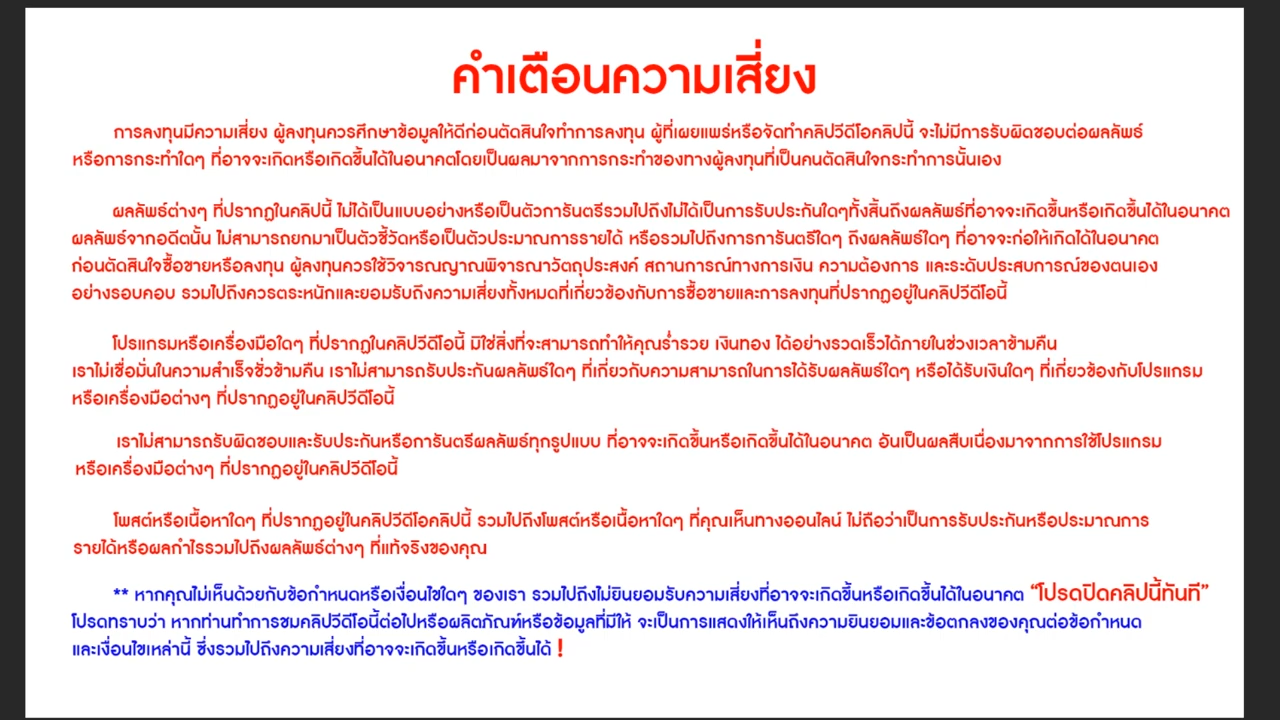 คำเตือนความเสี่ยง
การลงทุนมีความเสี่ยง ผู้ลงทุนควรศึกษาข้อมูลให้ดีก่อนตัดสินใจทำการลงทุน ผู้ที่เผยแพร่หรือจัดทำคลิปวีดีโอคลิปนี้ จะไม่มีการรับผิดชอบต่อผลลัพธ์
หรือการกระทำใดๆ ที่อาจจะเกิดหรือเกิดขึ้นได้ในอนาคตโดยเป็นผลมาจากการกระทำของทางผู้ลงทุนที่เป็นคนตัดสินใจกระทำการนั้นเอง
ผลลัพธ์ต่างๆ ที่ปรากฏในคลิปนี้ ไม่ได้เป็นแบบอย่างหรือเป็นตัวการันตรีรวมไปถึงไม่ได้เป็นการรับประกันใดๆทั้งสิ้นถึงผลลัพธ์ที่อาจจะเกิดขึ้นหรือเกิดขึ้นได้ในอนาคต
ผลลัพธ์จากอดีตนั้น ไม่สามารถยกมาเป็นตัวชี้วัดหรือเป็นตัวประมาณการรายได้ หรือรวมไปถึงการการันตรีใดๆ ถึงผลลัพธ์ใดๆ ที่อาจจะก่อให้เกิดได้ในอนาคต
ก่อนตัดสินใจซื้อขายหรือลงทุน ผู้ลงทุนควรใช้วิจารณญาณพิจารณาวัตถุประสงค์ สถานการณ์ทางการเงิน ความต้องการ และระดับประสบการณ์ของตนเอง
อย่างรอบคอบ รวมไปถึงควรตระหนักและยอมรับถึงความเสี่ยงทั้งหมดที่เกี่ยวข้องกับการซื้อขายและการลงทุนที่ปรากฏอยู่ในคลิปวีดีโอนี้
โปรแกรมหรือเครื่องมือใดๆ ที่ปรากฏในคลิปวีดีโอนี้ มิใช่สิ่งที่จะสามารถทำให้คุณร่ำรวย เงินทอง ได้อย่างรวดเร็วได้ภายในช่วงเวลาข้ามคืน
เราไม่เชื่อมั่นในความสำเร็จชั่วข้ามคืน เราไม่สามารถรับประกันผลลัพธ์ใดๆ ที่เกี่ยวกับความสามารถในการได้รับผลลัพธ์ใดๆ หรือได้รับเงินใดๆ ที่เกี่ยวข้องกับโปรแกรม
หรือเครื่องมือต่างๆ ที่ปรากฏอยู่ในคลิปวีดีโอนี้
เราไม่สามารถรับผิดชอบและรับประกันหรือการันตรีผลลัพธ์ทุกรูปแบบ ที่อาจจะเกิดขึ้นหรือเกิดขึ้นได้ในอนาคต อันเป็นผลสืบเนื่องมาจากการใช้โปรแกรม
หรือเครื่องมือต่างๆ ที่ปรากฏอยู่ในคลิปวีดีโอนี้
โพสต์หรือเนื้อหาใดๆ ที่ปรากฏอยู่ในคลิปวีดีโอคลิปนี้ รวมไปถึงโพสต์หรือเนื้อหาใดๆ ที่คุณเห็นทางออนไลน์ ไม่ถือว่าเป็นการรับประกันหรือประมาณการ
รายได้หรือผลกำไรรวมไปถึงผลลัพธ์ต่างๆ ที่แท้จริงของคุณ
** หากคุณไม่เห็นด้วยกับข้อกำหนดหรือเงื่อนไขใดๆ ของเรา รวมไปถึงไม่ยินยอมรับความเสี่ยงที่อาจจะเกิดขึ้นหรือเกิดขึ้นได้ในอนาคต “โปรดปิดคลิปนี้ทันที”
โปรดทราบว่า หากท่านทำการชมคลิปวีดีโอนี้ต่อไปหรือผลิตภัณฑ์หรือข้อมูลที่มีให้ จะเป็นการแสดงให้เห็นถึงความยินยอมและข้อตกลงของคุณต่อข้อกำหนด
และเงื่อนไขเหล่านี้ ซึ่งรวมไปถึงความเสี่ยงที่อาจจะเกิดขึ้นหรือเกิดขึ้นได้ !